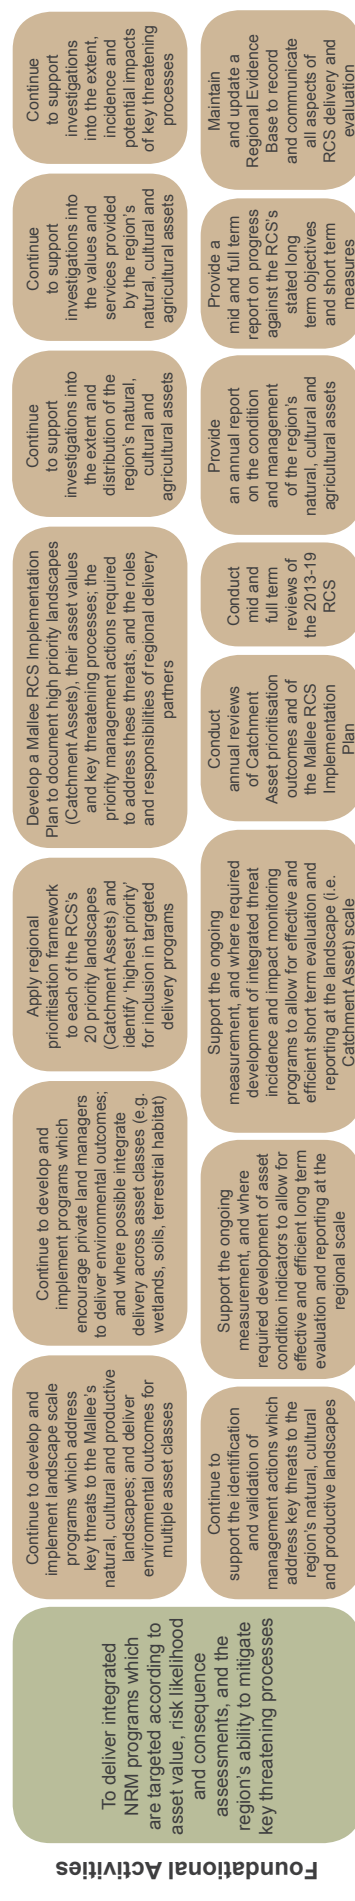 Foundational Activities
To deliver integrated
NRM programs which
are targeted according to
asset value, risk likelihood
and consequence
assessments, and the
region's ability to mitigate
key threatening processes
Continue to develop and
implement landscape scale
programs which address
key threats to the Mallee's
natural, cultural and productive
landscapes; and deliver
environmental outcomes for
multiple asset classes
Continue to develop and
implement programs which
encourage private land managers
to deliver environmental outcomes;
and where possible integrate
delivery across asset classes (e.g.
wetlands, soils, terrestrial habitat)
Apply regional
prioritisation framework
to each of the RCS's
20 priority landscapes
(Catchment Assets) and
identify 'highest priority'
for inclusion in targeted
delivery programs
Develop a Mallee RCS Implementation
Plan to document high priority landscapes
(Catchment Assets), their asset values
and key threatening processes; the
priority management actions required
to address these threats, and the roles
and responsibilities of regional delivery
partners
Continue
to support
investigations into
the extent and
distribution of the
region's natural,
cultural and
agricultural assets
Continue
to support
investigations into
the values and
services provided
by the region's
natural, cultural and
agricultural assets
Continue
to support
investigations
into the extent,
incidence and
potential impacts
of key threatening
processes
Continue to
support the identification
and validation of
management actions which
address key threats to the
region's natural, cultural
and productive landscapes
Support the ongoing
measurement, and where
required development of asset
condition indicators to allow for
effective and efficient long term
evaluation and reporting at the
regional scale
Support the ongoing
measurement, and where required
development of integrated threat
incidence and impact monitoring
programs to allow for effective and
efficient short term evaluation and
reporting at the landscape (i.e.
Catchment Asset) scale
Conduct
annual reviews
of Catchment
Asset prioritisation
outcomes and of
the Mallee RCS
Implementation
Plan
Conduct
mid and
full term
reviews of
the 2013-19
RCS
Provide
an annual report
on the condition
and management
of the region's
natural, cultural and
agricultural assets
Provide a
mid and full term
report on progress
against the RCS's
stated long
term objectives
and short term
measures
Maintain
and update a
Regional Evidence
Base to record
and communicate
all aspects of
RCS delivery and
evaluation